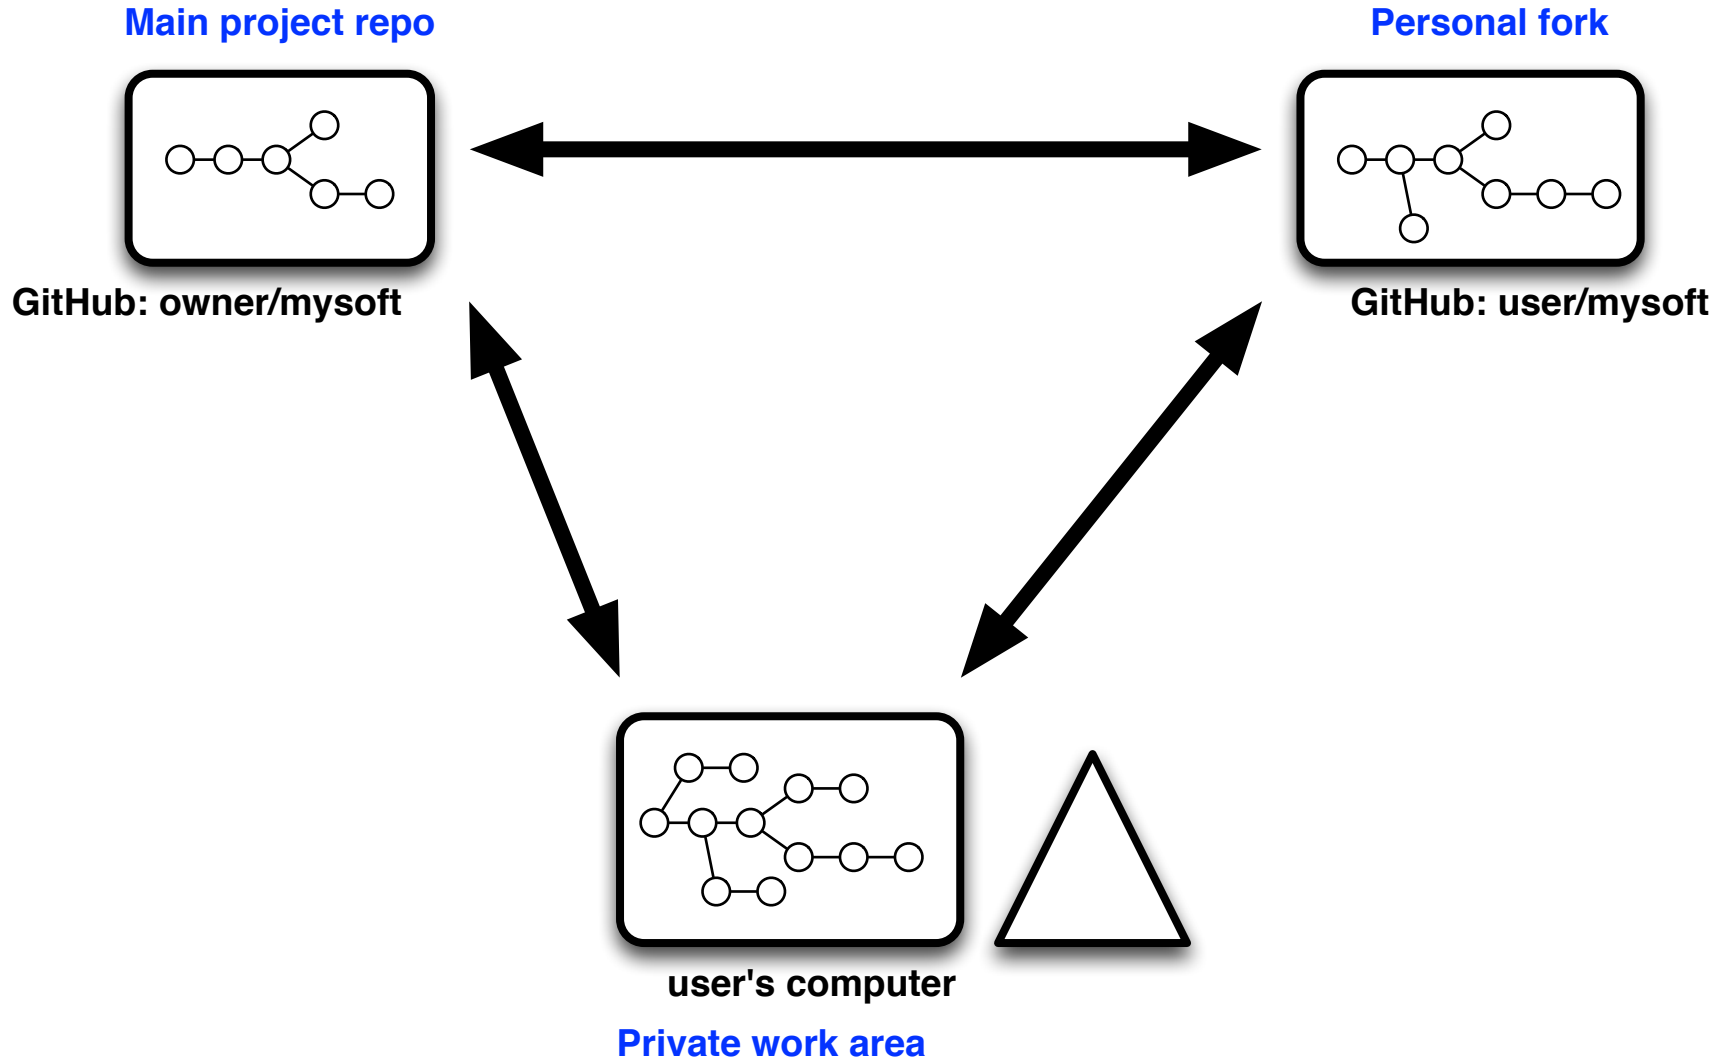 Main project repo
Personal fork
GitHub: owner/mysoft
GitHub: user/mysoft
user's computer
Private work area